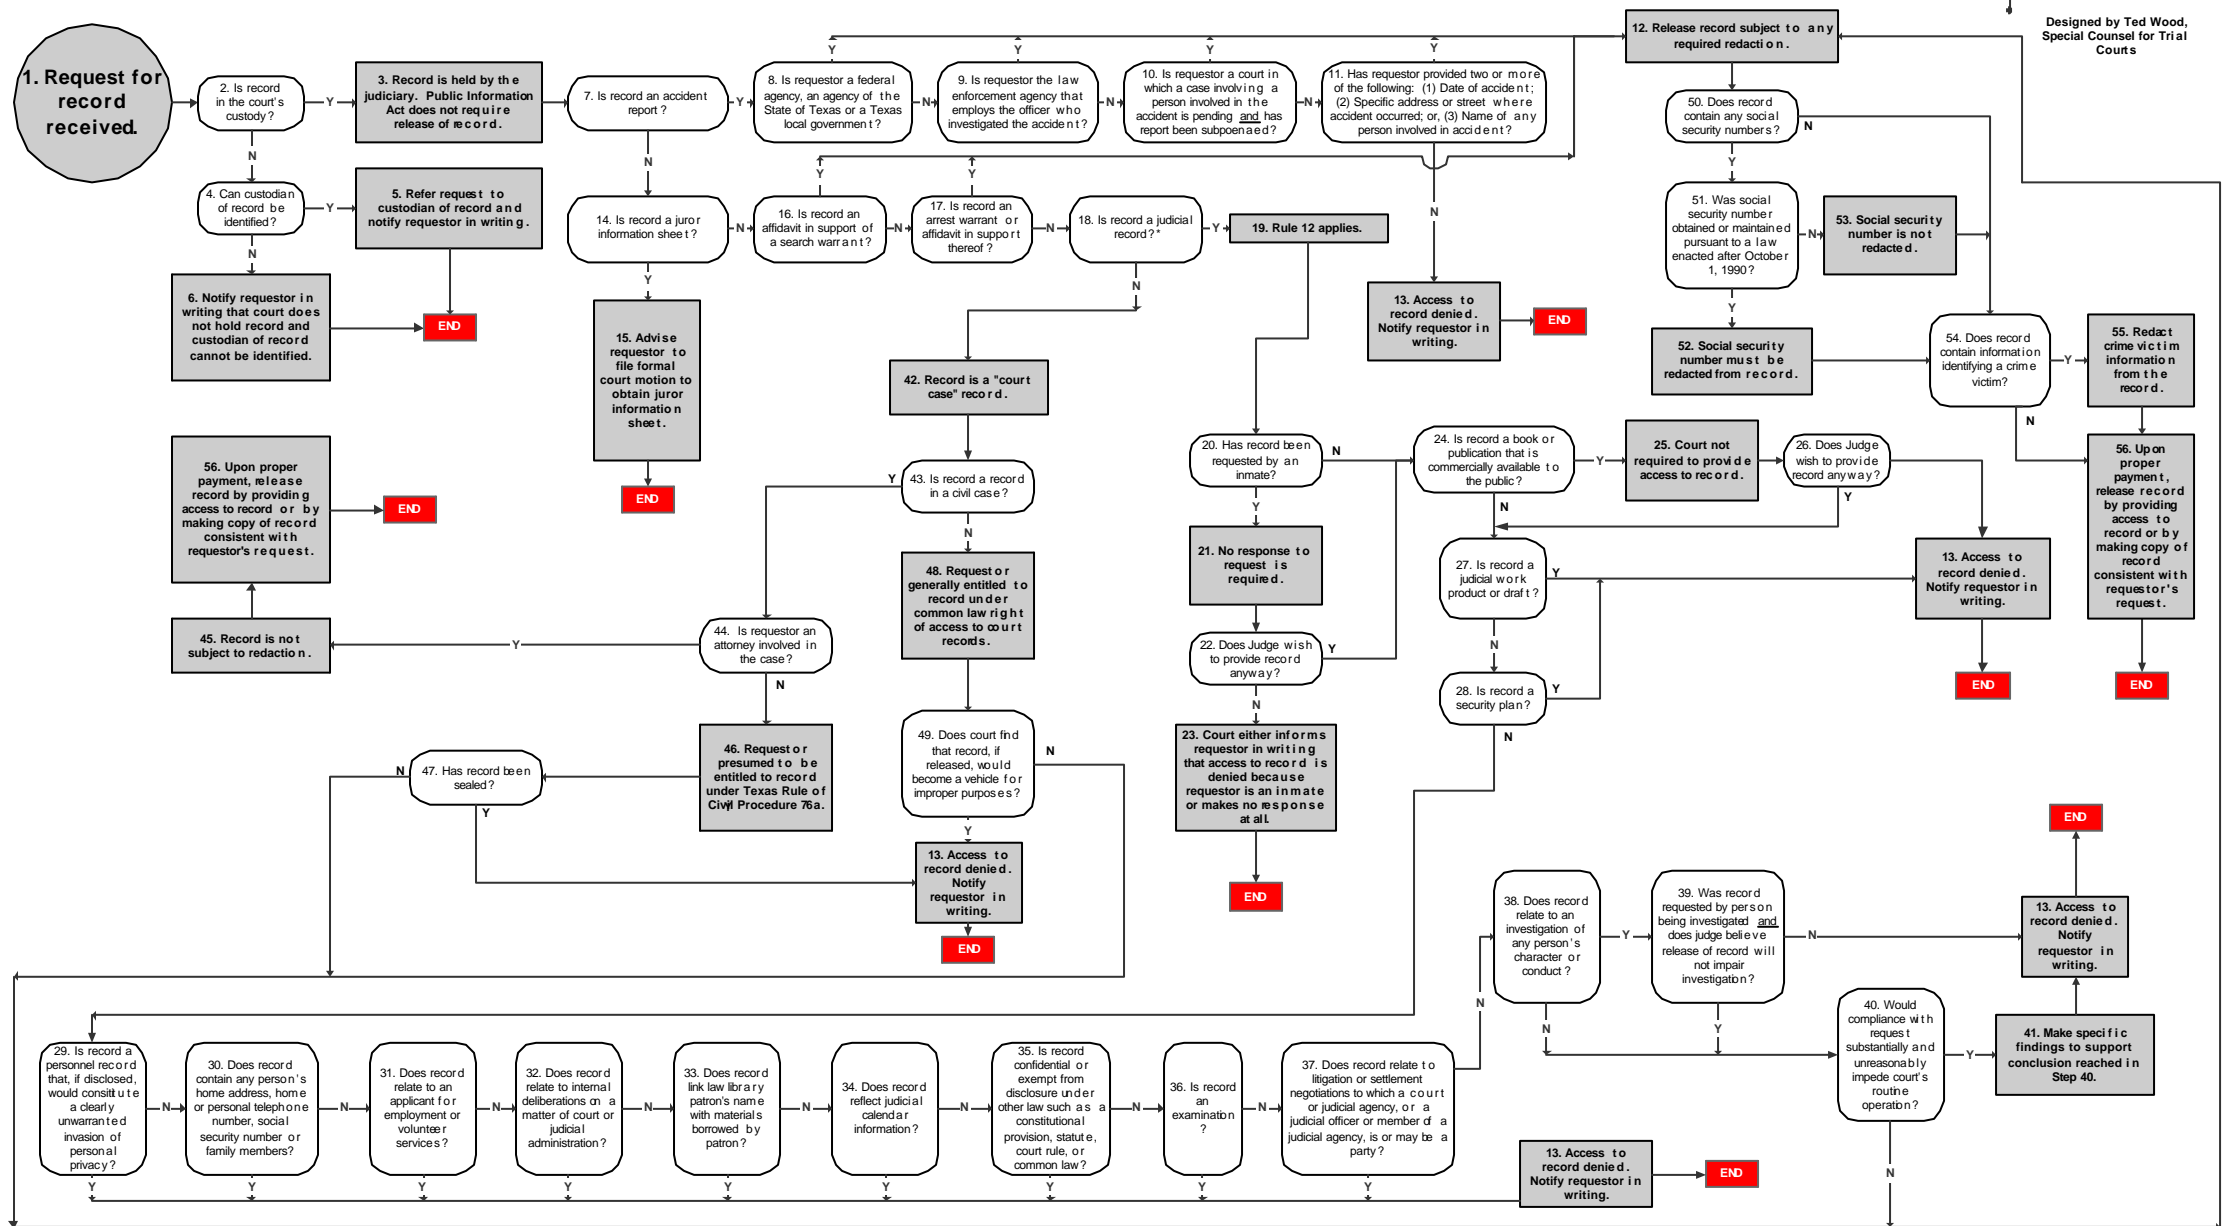 Designed by Ted Wood,
Special Counsel for Trial
Courts
1. Request for
record
received.
2. Is record
in the court's
custody?
Y
N
3. Record is held by the
judiciary. Public Information
Act does not require
release of record.
4. Can custodian
of record be
identified?
Y
N
5. Refer request to
custodian of record and
notify requestor in writing.
6. Notify requestor in
writing that court does
not hold record and
custodian of record
cannot be identified.
END
7. Is record an accident
report?
Y
N
8. Is requestor a federal
agency, an agency of the
State of Texas or a Texas
local government?
Y
N
9. Is requestor the law
enforcement agency that
employs the officer who
investigated the accident?
Y
N
10. Is requestor a court in
which a case involving a
person involved in the
accident is pending and has
report been subpoenaed?
Y
N
11. Has requestor provided two or more
of the following: (1) Date of accident;
(2) Specific address or street where
accident occurred; or, (3) Name of any
person involved in accident?
Y
N
12. Release record subject to any
required redaction.
13. Access to
record denied.
Notify requestor in
writing.
END
14. Is record a juror
information sheet?
N
Y
15. Advise
requestor to
file formal
court motion to
obtain juror
information
sheet.
END
16. Is record an
affidavit in support of
a search warrant?
Y
N
17. Is record an
arrest warrant or
affidavit in support
thereof?
Y
N
18. Is record a judicial
record?*
Y
N
19. Rule 12 applies.
20. Has record been
requested by an
inmate?
N
Y
21. No response to
request is
required.
22. Does Judge wish
to provide record
anyway?
Y
N
23. Court either informs
requestor in writing
that access to record is
denied because
requestor is an inmate
or makes no response
at all.
END
24. Is record a book or
publication that is
commercially available to
the public?
Y
N
25. Court not
required to provide
access to record.
26. Does Judge
wish to provide
record anyway?
Y
13. Access to
record denied.
Notify requestor in
writing.
END
27. Is record a
judicial work
product or draft?
Y
N
28. Is record a
security plan?
Y
N
50. Does record
contain any social
security numbers?
N
Y
51. Was social
security number
obtained or maintained
pursuant to a law
enacted after October
1, 1990?
N
Y
52. Social security
number must be
redacted from record.
53. Social security
number is not
redacted.
54. Does record
contain information
identifying a crime
victim?
Y
N
55. Redact
crime victim
information
from the
record.
56. Upon
proper
payment,
release record
by providing
access to
record or by
making copy of
record
consistent with
requestor's
request.
END
42. Record is a "court
case" record.
43. Is record a record
in a civil case?
Y
N
44. Is requestor an
attorney involved in
the case?
Y
N
45. Record is not
subject to redaction.
56. Upon proper
payment, release
record by providing
access to record or by
making copy of record
consistent with
requestor's request.
END
46. Requestor
presumed to be
entitled to record
under Texas Rule of
Civil Procedure 76a.
47. Has record been
sealed?
N
Y
48. Requestor
generally entitled to
record under
common law right
of access to court
records.
49. Does court find
that record, if
released, would
become a vehicle for
improper purposes?
N
Y
13. Access to
record denied.
Notify
requestor in
writing.
END
29. Is record a
personnel record
that, if disclosed,
would constitute
a clearly
unwarranted
invasion of
personal
privacy?
N
Y
30. Does record
contain any person's
home address, home
or personal telephone
number, social
security number or
family members?
N
Y
31. Does record
relate to an
applicant for
employment or
volunteer
services?
N
Y
32. Does record
relate to internal
deliberations on a
matter of court or
judicial
administration?
N
Y
33. Does record
link law library
patron's name
with materials
borrowed by
patron?
N
Y
34. Does record
reflect judicial
calendar
information?
N
Y
35. Is record
confidential or
exempt from
disclosure under
other law such as a
constitutional
provision, statute,
court rule, or
common law?
N
Y
36. Is record
an
examination
?
N
Y
37. Does record relate to
litigation or settlement
negotiations to which a court
or judicial agency, or a
judicial officer or member of a
judicial agency, is or may be a
party?
N
Y
13. Access to
record denied.
Notify requestor in
writing.
END
38. Does record
relate to an
investigation of
any person's
character or
conduct?
Y
N
39. Was record
requested by person
being investigated and
does judge believe
release of record will
not impair
investigation?
N
Y
40. Would
compliance with
request
substantially and
unreasonably
impede court's
routine
operation?
Y
N
41. Make specific
findings to support
conclusion reached in
Step 40.
13. Access to
record denied.
Notify
requestor in
writing.
END